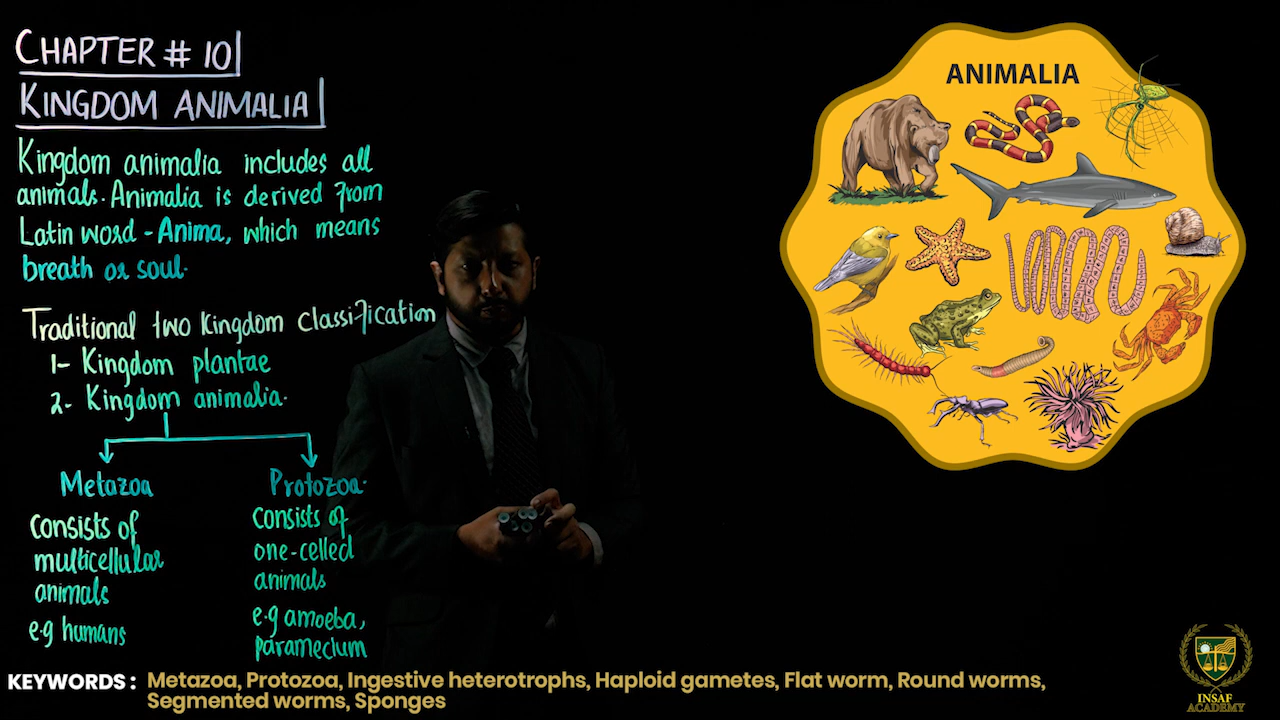 CHAPTER # 10
KINGDOM ANIMALIA
Kingdom animalia includes all
animals. Animalia is derived from
Latin word - Anima, which means
breath or soul.
Traditional two Kingdom Classification
1- Kingdom plantae
2- Kingdom animalia.
Metazoa
consists of
multicellular
animals
e.g humans
Protozoa.
consists of
one-celled
animals
e.g amoeba,
paramecium
ANIMALIA
KEYWORDS : Metazoa, Protozoa, Ingestive heterotrophs, Haploid gametes, Flat worm, Round worms,
Segmented worms, Sponges
INSAF
ACADEMY